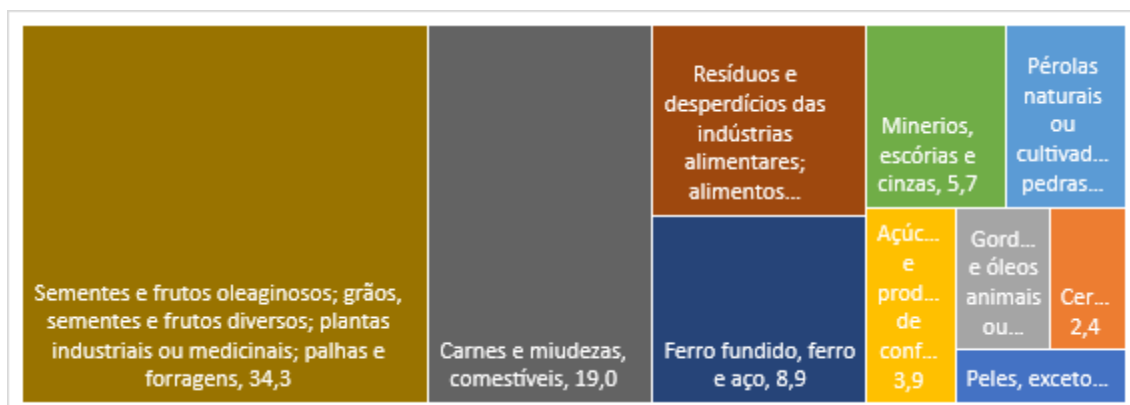 Sementes e frutos oleaginosos; grãos,
sementes e frutos diversos; plantas
industriais ou medicinais; palhas e
forragens, 34,3
Carnes e miudezas,
comestíveis, 19,0
Resíduos e
desperdícios das
indústrias
alimentares;
alimentos...
Ferro fundido, ferro
e aço, 8,9
Minerios,
escórias e
cinzas, 5,7
Pérolas
naturais
ou
cultivad...
pedras...
Açúc...
e
prod...
de
conf...
3,9
Gord...
e óleos
animais
ou...
Cer...
2,4
Peles, exceto...